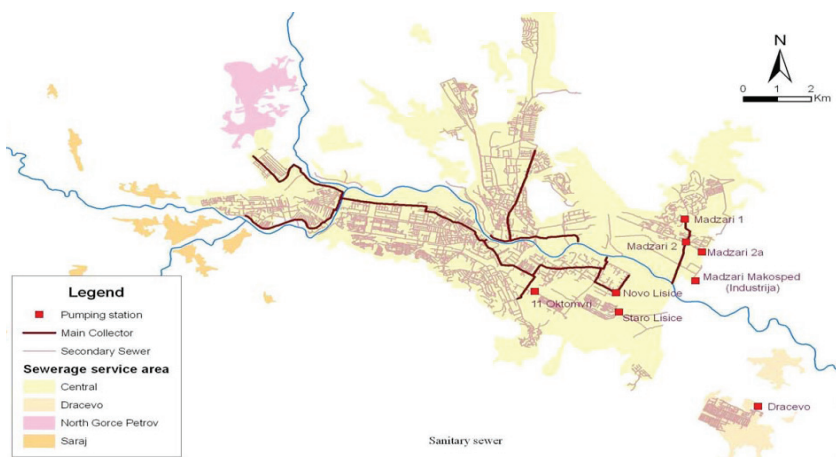 N
0 1 2
Km
Madzari 1
Madzari 2
Madzari 2a
Madzari Makosped
(Industrija)
Novo Lisice
11 Oktomvri
Staro Lisice
Dracevo
Legend
Pumping station
Main Collector
Secondary Sewer
Sewerage service area
Central
Dracevo
North Gorce Petrov
Saraj
Sanitary sewer